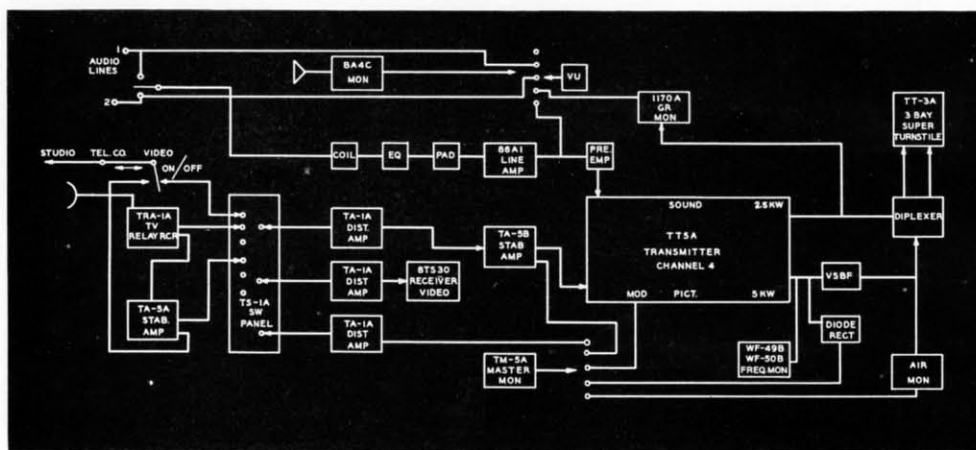 1
AUDIO
LINES
2
BA4C
MON
VU
1170A
GR
MON
TT-3A
3 BAY
SUPER
TURNSTILE
STUDIO TEL. CO. VIDEO
ON/OFF
COIL
EQ
PAD
88A1
LINE
AMP
PRE.
EMP
TRA-1A
TV
RELAY RCR
TA-5A
STAB.
AMP
TS-1A
SW
PANEL
TA-1A
DIST.
AMP
TA-1A
DIST
AMP
TA-1A
DIST
AMP
8TS30
RECEIVER
VIDEO
TA-5B
STAB
AMP
SOUND 2.5KW
TT5A
TRANSMITTER
CHANNEL 4
MOD PICT. 5 KW
DIPLEXER
VSBF
DIODE
RECT
WF-49B
WF-50B
FREQ.MON
TM-5A
MASTER
MON
AIR
MON